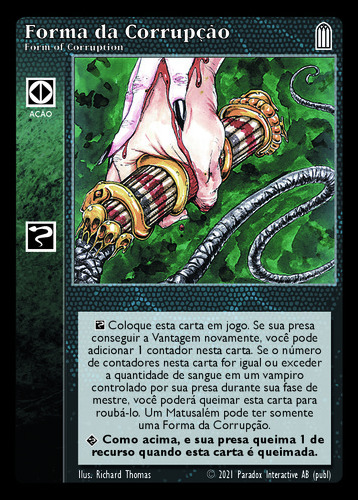 Forma da Corrupção
Form of Corruption
AÇÃO
Coloque esta carta em jogo. Se sua presa
conseguir a Vantagem novamente, você pode
adicionar 1 contador nesta carta. Se o número
de contadores nesta carta for igual ou exceder
a quantidade de sangue em um vampiro
controlado por sua presa durante sua fase de
mestre, você poderá queimar esta carta para
roubá-lo. Um Matusalém pode ter somente
uma Forma da Corrupção.
Como acima, e sua presa queima 1 de
recurso quando esta carta é queimada.
Ilus. Richard Thomas © 2021 Paradox Interactive AB (publ)